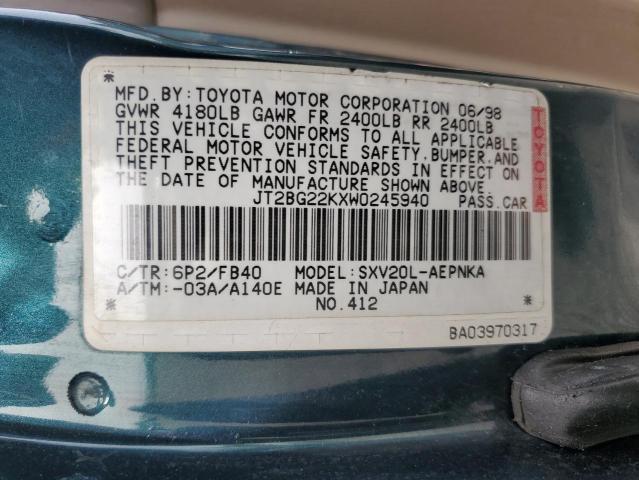 MFD.BY:TOYOTA MOTOR CORPORATION 06/98
GVWR 4180LB GAWR FR 2400LB RR 2400LB
THIS VEHICLE CONFORMS TO ALL APPLICABLE
FEDERAL MOTOR VEHICLE SAFETY,BUMPER,AND
THEFT PREVENTION STANDARDS IN EFFECT ON
THE DATE OF MANUFACTURE SHOWN ABOVE.
JT2BG22KXW0245940 PASS.CAR
TOYOTA
C/TR:6P2/FB40 MODEL:SXV20L-AEPNKA
A/TM:-03A/A140E MADE IN JAPAN
NO.412
BA03970317